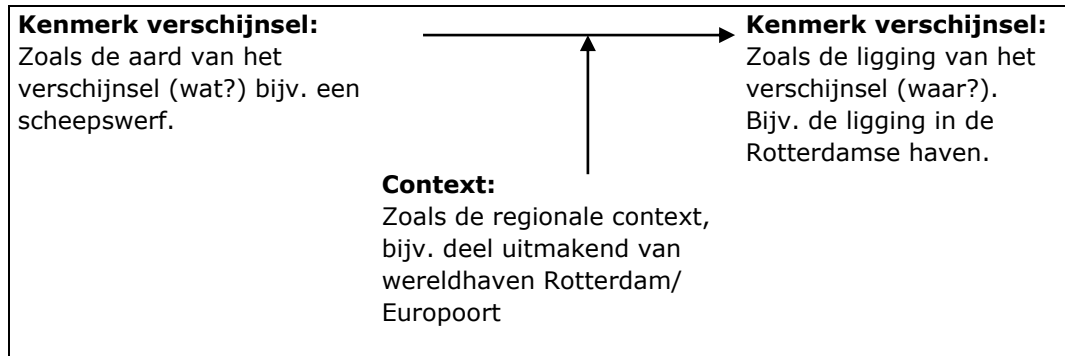 Kenmerk verschijnsel:
Zoals de aard van het
verschijnsel (wat?) bijv. een
scheepswerf.
Kenmerk verschijnsel:
Zoals de ligging van het
verschijnsel (waar?).
Bijv. de ligging in de
Rotterdamse haven.
Context:
Zoals de regionale context,
bijv. deel uitmakend van
wereldhaven Rotterdam/
Europoort